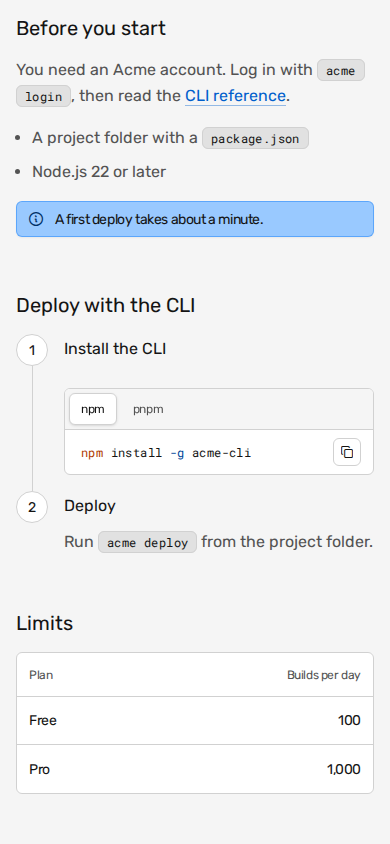 Before you start
You need an Acme account. Log in with acme
login, then read the CLI reference.
A project folder with a package.json
Node.js 22 or later
A first deploy takes about a minute.
Deploy with the CLI
1 Install the CLI
npm pnpm
npm install -g acme-cli
2 Deploy
Run acme deploy from the project folder.
Limits
Plan Builds per day
Free 100
Pro 1,000